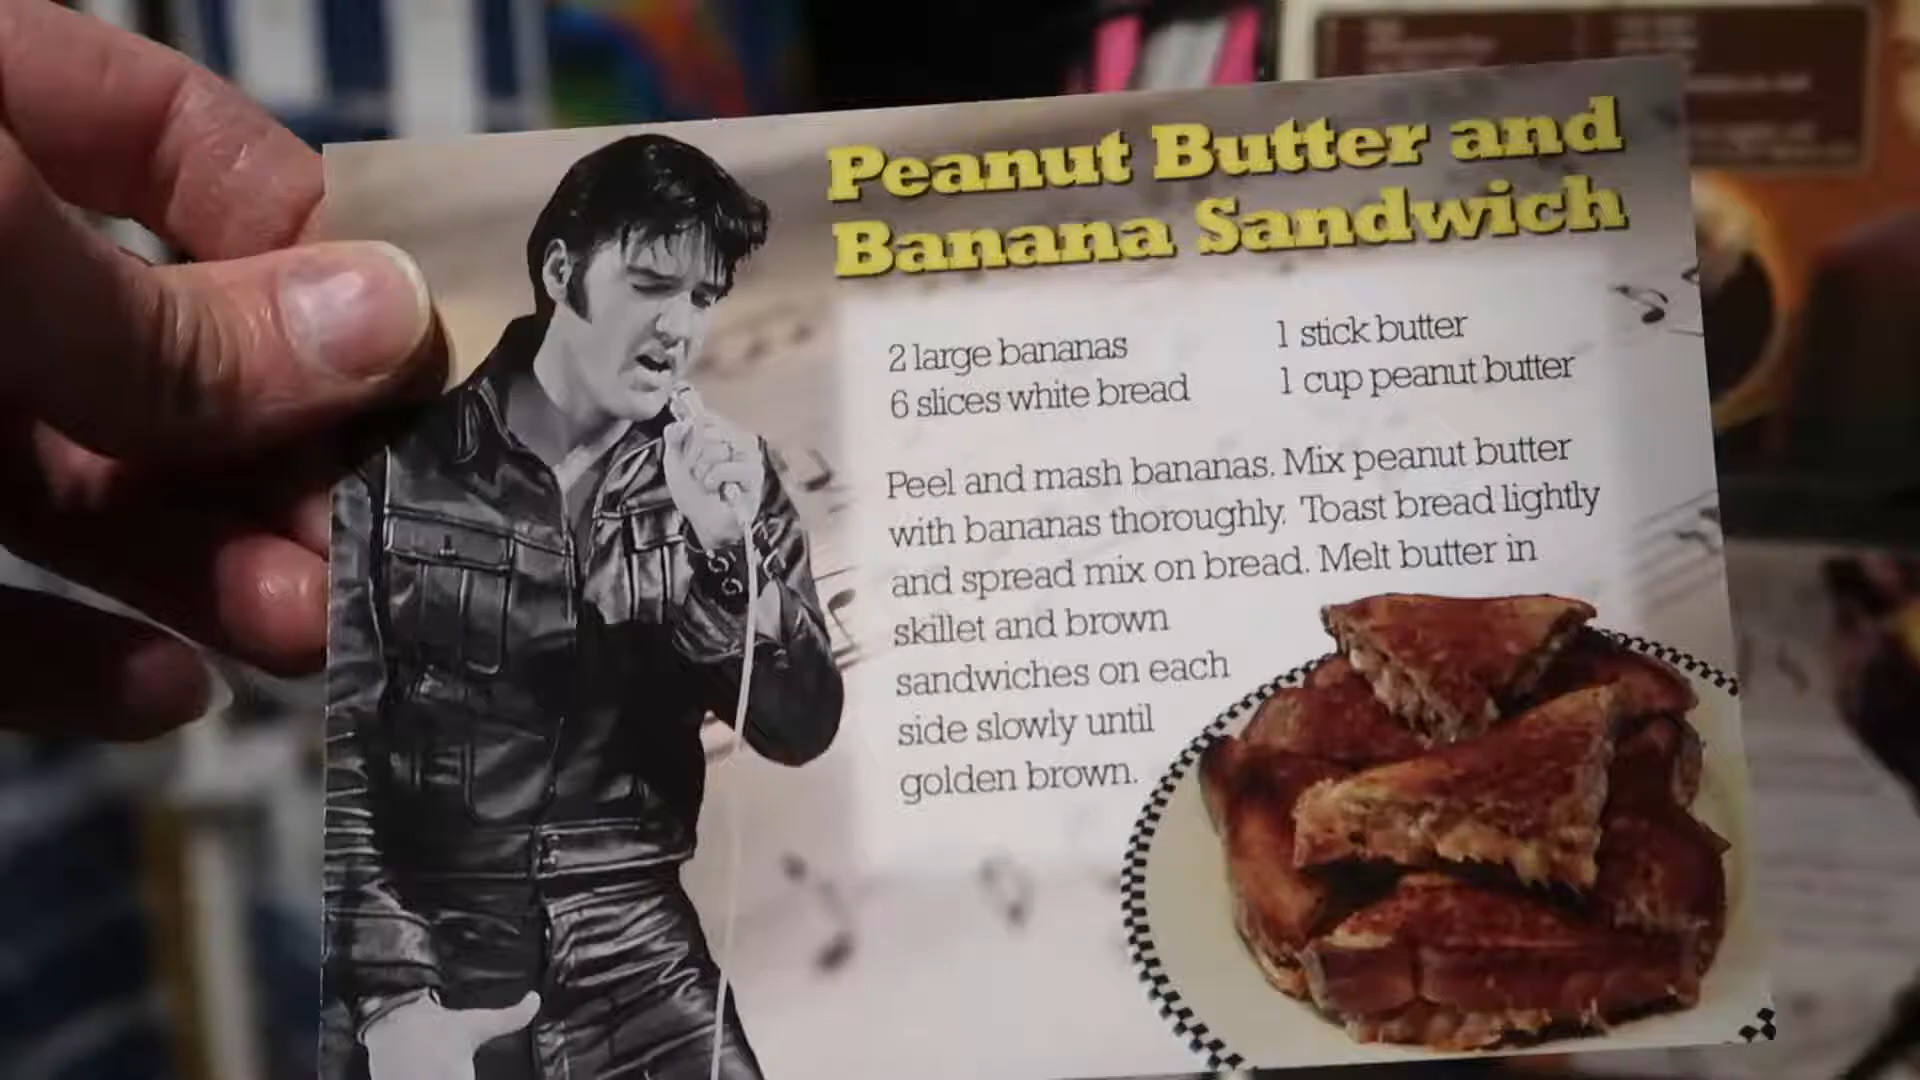 Peanut Butter and
Banana Sandwich
2 large bananas
6 slices white bread
1 stick butter
1 cup peanut butter
Peel and mash bananas. Mix peanut butter
with bananas thoroughly. Toast bread lightly
and spread mix on bread. Melt butter in
skillet and brown
sandwiches on each
side slowly until
golden brown.